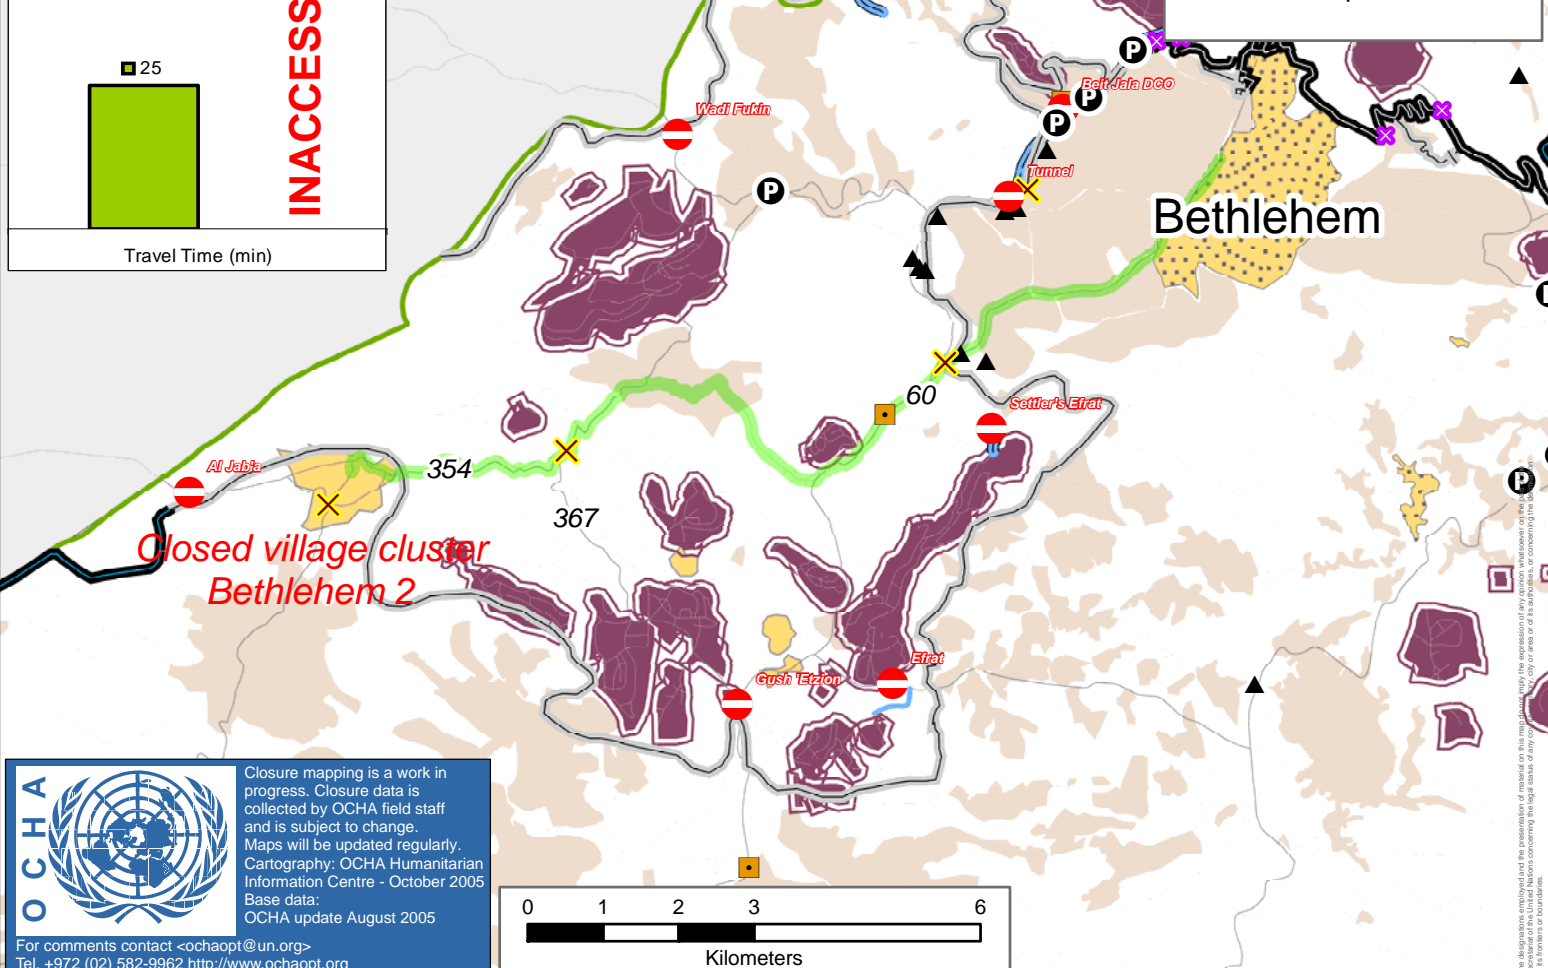 25
INACCESS
Travel Time (min)
Wadi Fukin
P
P
P
P
Beit Jala DCO
Tunnel
Bethlehem
60
Settler's Efrat
Al Jab'a
354
367
P
Closed village cluster
Bethlehem 2
Gush 'Etzion
Efrat
OCHA
Closure mapping is a work in
progress. Closure data is
collected by OCHA field staff
and is subject to change.
Maps will be updated regularly.
Cartography: OCHA Humanitarian
Information Centre - October 2005
Base data:
OCHA update August 2005
For comments contact <ochaopt@un.org>
Tel. +972 (02) 582-9962 http://www.ochaopt.org
0 1 2 3 6
Kilometers